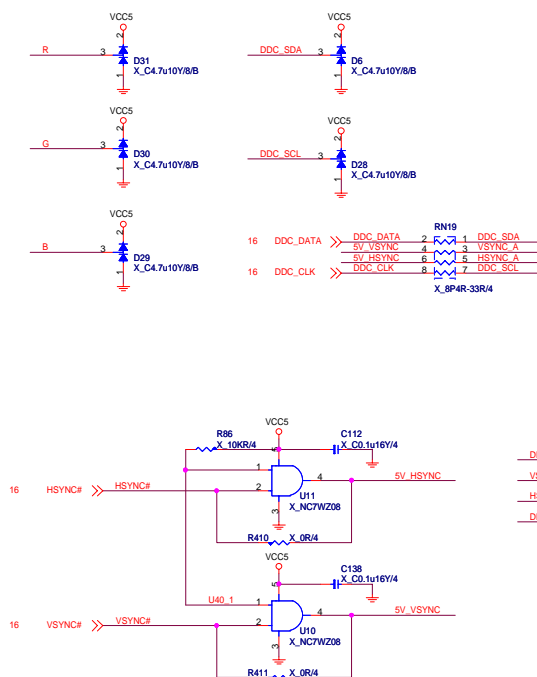 VCC5
2
R
3
D31
X_C4.7u10Y/8/B
1
VCC5
2
DDC_SDA
3
D6
X_C4.7u10Y/8/B
1
VCC5
2
G
3
D30
X_C4.7u10Y/8/B
1
VCC5
2
DDC_SCL
3
D28
X_C4.7u10Y/8/B
1
VCC5
2
B
3
D29
X_C4.7u10Y/8/B
1
RN19
16 DDC_DATA DDC_DATA 2 1 DDC_SDA
5V_VSYNC 4 3 VSYNC_A
5V_HSYNC 6 5 HSYNC_A
16 DDC_CLK DDC_CLK 8 7 DDC_SCL
X_8P4R-33R/4
VCC5
R86
X_10KR/4
C112
X_C0.1u16Y/4
5
1
16 HSYNC# HSYNC# 2
4 5V_HSYNC
U11
X_NC7WZ08
3
R410 X_0R/4
VCC5
C138
X_C0.1u16Y/4
5
U40_1 1
16 VSYNC# VSYNC# 2
4 5V_VSYNC
U10
X_NC7WZ08
3
R411 X_0R/4